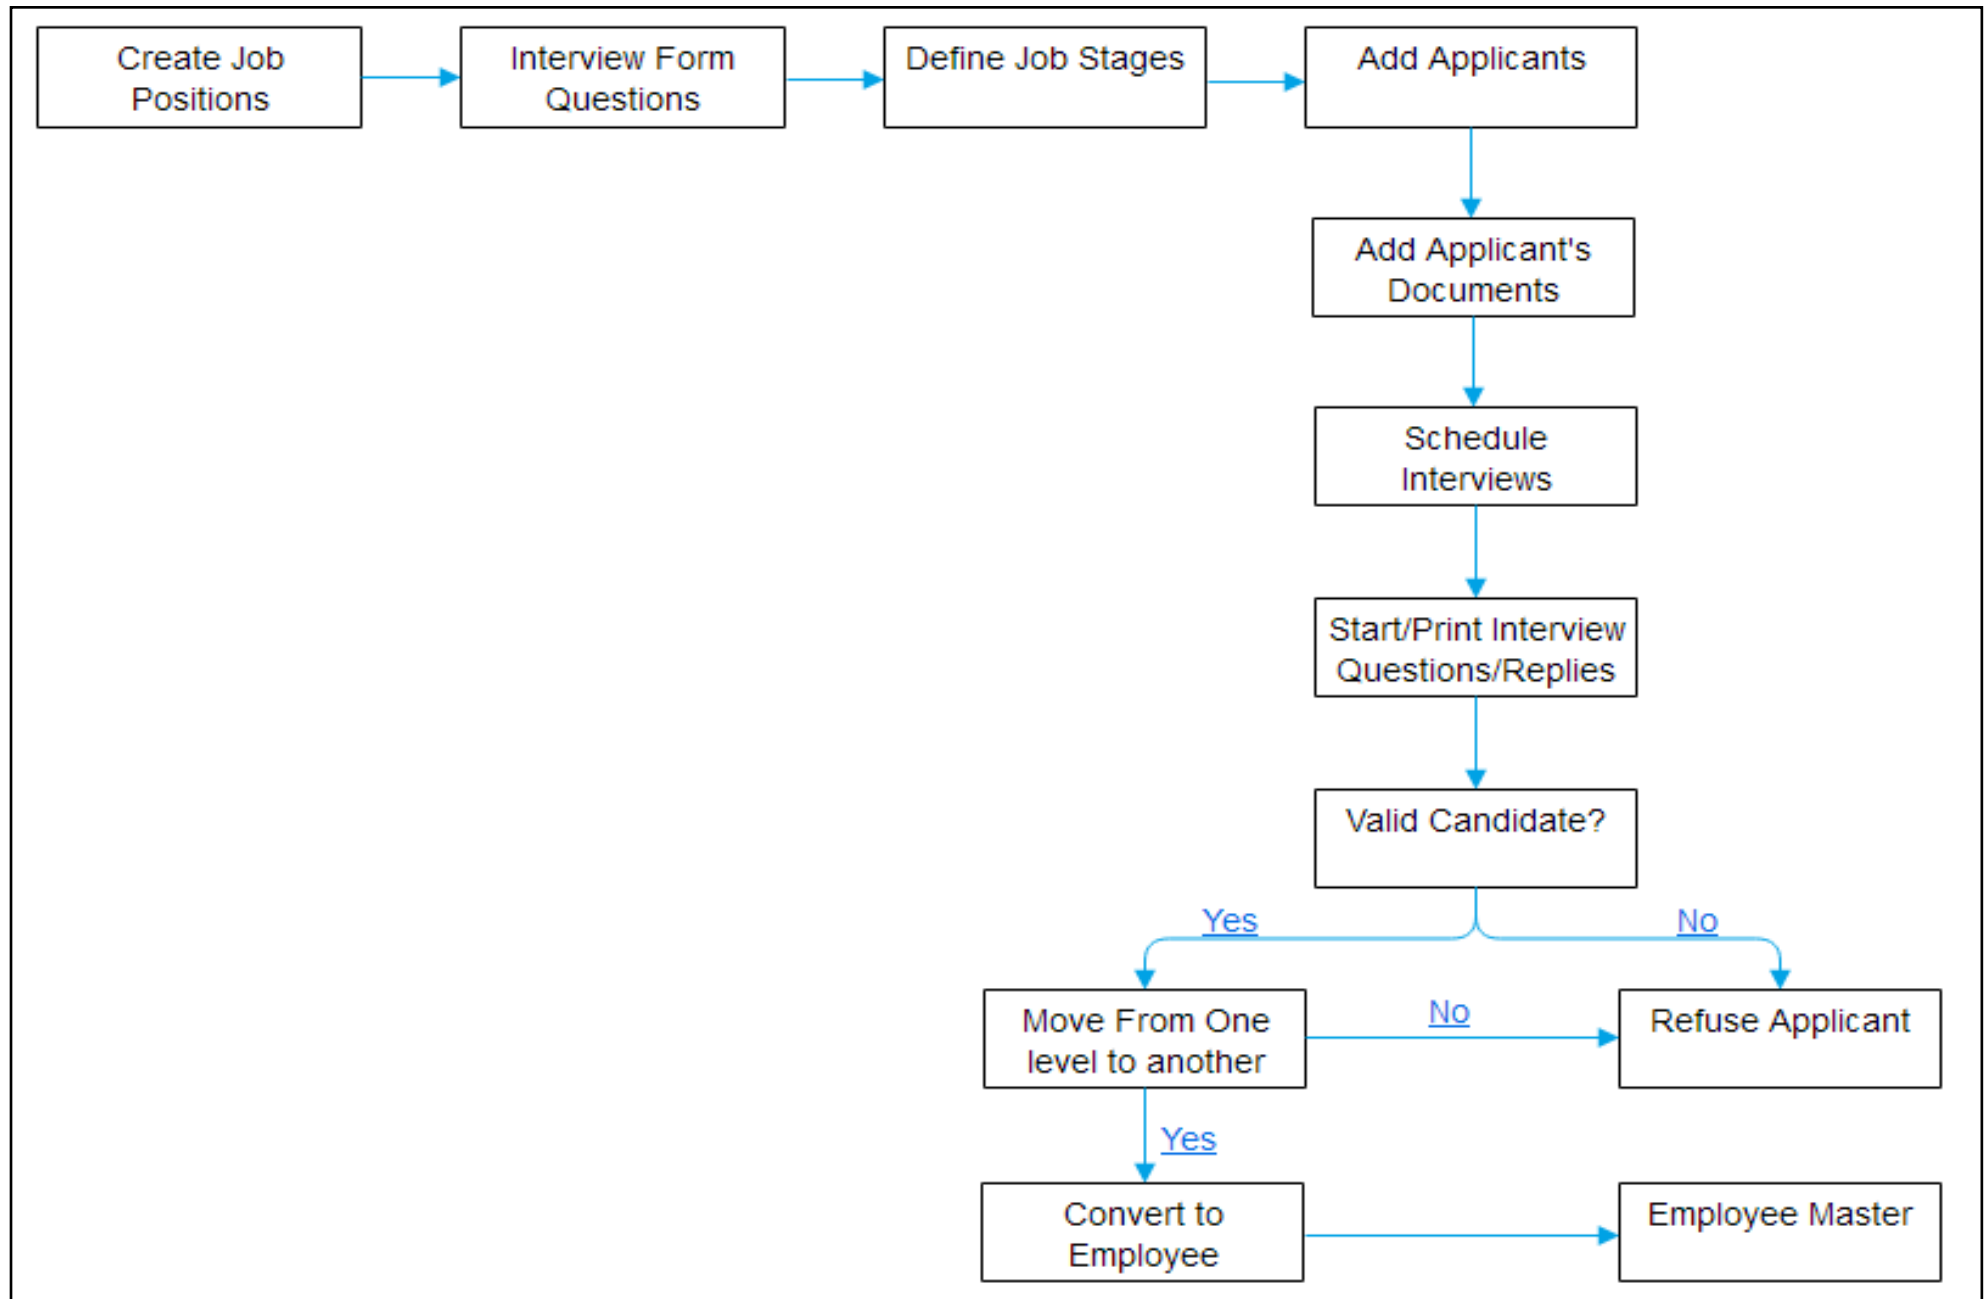 Create Job
Positions
Interview Form
Questions
Define Job Stages
Add Applicants
Add Applicant's
Documents
Schedule
Interviews
Start/Print Interview
Questions/Replies
Valid Candidate?
Yes
No
Move From One
level to another
No
Refuse Applicant
Yes
Convert to
Employee
Employee Master